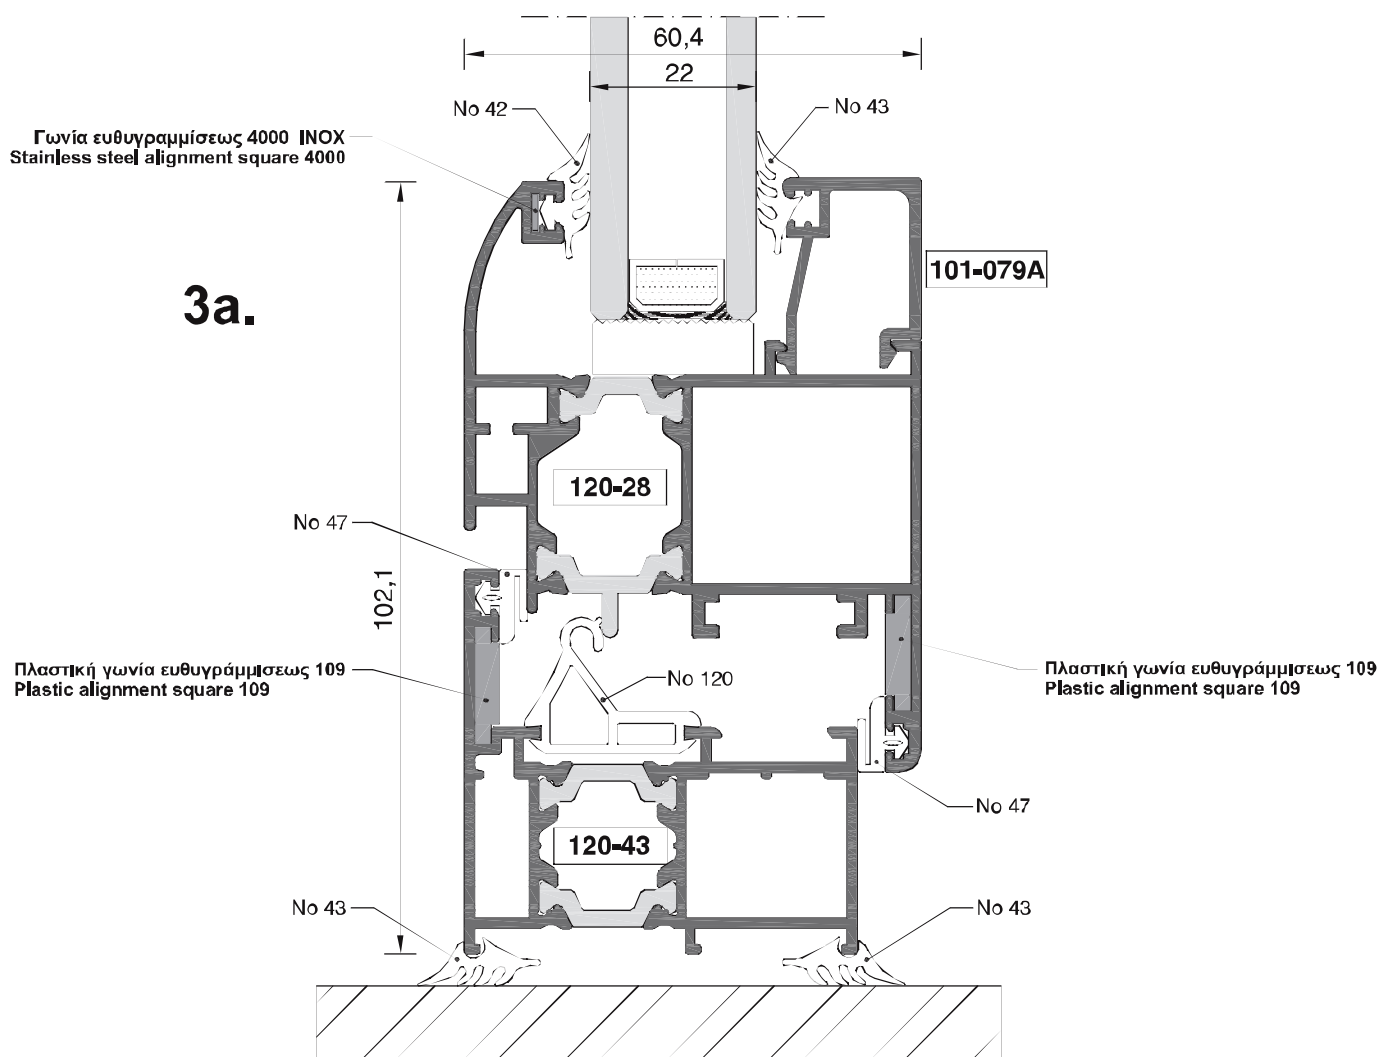 60,4
22
No 42
No 43
Γωνία ευθυγραμμίσεως 4000 INOX
Stainless steel alignment square 4000
101-079A
3a.
120-28
No 47
102,1
Πλαστική γωνία ευθυγράμμισεως 109
Plastic alignment square 109
No 120
Πλαστική γωνία ευθυγράμμισεως 109
Plastic alignment square 109
No 47
120-43
No 43
No 43